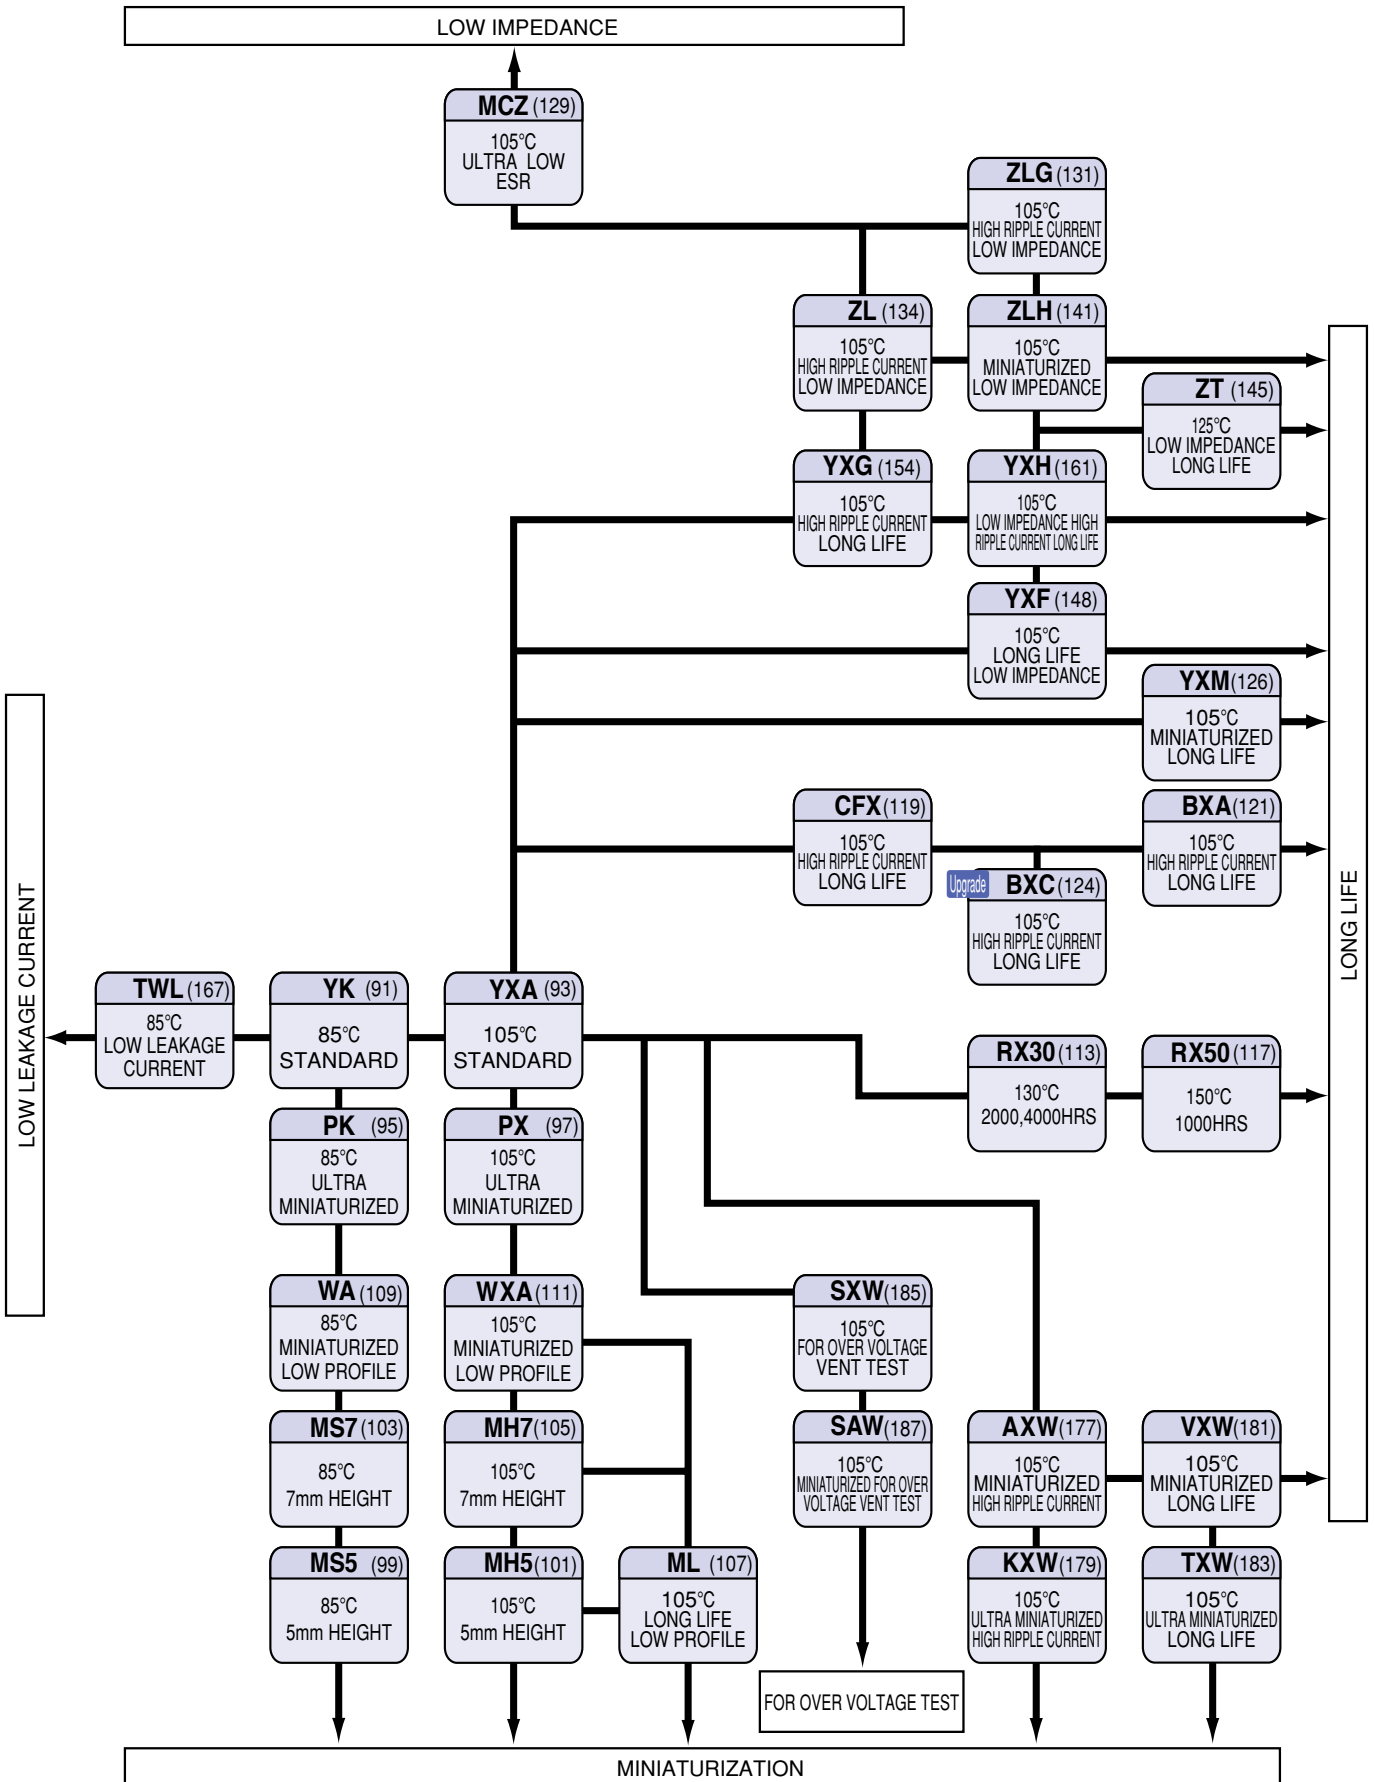 LOW IMPEDANCE
MCZ (129)
105°C
ULTRA LOW
ESR
ZLG (131)
105°C
HIGH RIPPLE CURRENT
LOW IMPEDANCE
ZL (134)
105°C
HIGH RIPPLE CURRENT
LOW IMPEDANCE
ZLH (141)
105°C
MINIATURIZED
LOW IMPEDANCE
ZT (145)
125°C
LOW IMPEDANCE
LONG LIFE
YXG (154)
105°C
HIGH RIPPLE CURRENT
LONG LIFE
YXH (161)
105°C
LOW IMPEDANCE HIGH
RIPPLE CURRENT LONG LIFE
YXF (148)
105°C
LONG LIFE
LOW IMPEDANCE
YXM (126)
105°C
MINIATURIZED
LONG LIFE
CFX (119)
105°C
HIGH RIPPLE CURRENT
LONG LIFE
Upgrade
BXC (124)
105°C
HIGH RIPPLE CURRENT
LONG LIFE
BXA (121)
105°C
HIGH RIPPLE CURRENT
LONG LIFE
LONG LIFE
LOW LEAKAGE CURRENT
TWL (167)
85°C
LOW LEAKAGE
CURRENT
YK (91)
85°C
STANDARD
YXA (93)
105°C
STANDARD
RX30 (113)
130°C
2000,4000HRS
RX50 (117)
150°C
1000HRS
PK (95)
85°C
ULTRA
MINIATURIZED
PX (97)
105°C
ULTRA
MINIATURIZED
WA (109)
85°C
MINIATURIZED
LOW PROFILE
WXA (111)
105°C
MINIATURIZED
LOW PROFILE
SXW (185)
105°C
FOR OVER VOLTAGE
VENT TEST
MS7 (103)
85°C
7mm HEIGHT
MH7 (105)
105°C
7mm HEIGHT
SAW (187)
105°C
MINIATURIZED FOR OVER
VOLTAGE VENT TEST
AXW (177)
105°C
MINIATURIZED
HIGH RIPPLE CURRENT
VXW (181)
105°C
MINIATURIZED
LONG LIFE
MS5 (99)
85°C
5mm HEIGHT
MH5 (101)
105°C
5mm HEIGHT
ML (107)
105°C
LONG LIFE
LOW PROFILE
KXW (179)
105°C
ULTRA MINIATURIZED
HIGH RIPPLE CURRENT
TXW (183)
105°C
ULTRA MINIATURIZED
LONG LIFE
FOR OVER VOLTAGE TEST
MINIATURIZATION